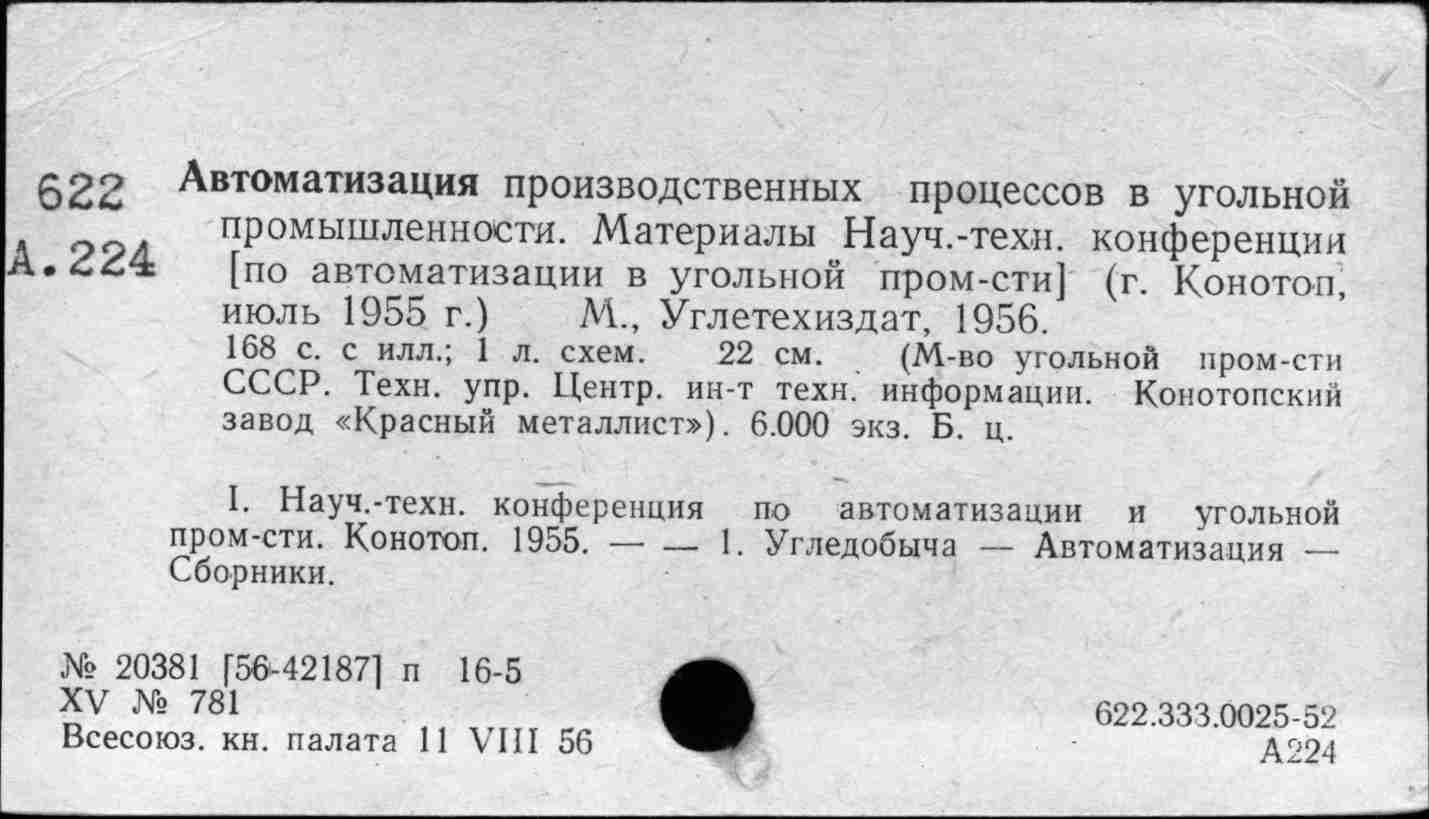 622 Автоматизация производственных процессов в угольной
промышленности. Материалы Науч.-техн. конференции
А.224 [по автоматизации в угольной пром-сти] (г. Конотоп,
июль 1955 г.) М., Углетехиздат, 1956.
168 с. с илл.; 1 л. схем. 22 см. (М-во угольной пром-сти
СССР. Техн. упр. Центр. ин-т техн. информации. Конотопский
завод «Красный металлист»). 6.000 экз. Б. ц.
I. Науч.-техн. конференция по автоматизации и угольной
пром-сти. Конотоп. 1955. — — 1. Угледобыча — Автоматизация —
Сборники.
№ 20381 [56-42187] п 16-5
XV № 781
622.333.0025-52
Всесоюз. кн. палата 11 VIII 56
А224